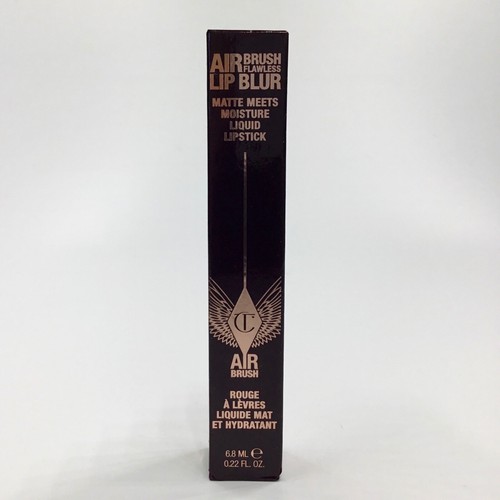 AIR BRUSH
FLAWLESS
LIP BLUR
MATTE MEETS
MOISTURE
LIQUID
LIPSTICK
CT
AIR
BRUSH
ROUGE
À LÈVRES
LIQUIDE MAT
ET HYDRATANT
6.8 ML e
0.22 FL. OZ.